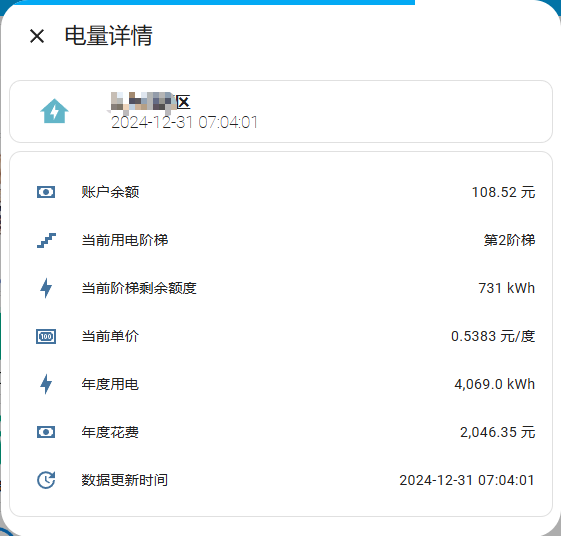 电量详情
区
2024-12-31 07:04:01
账户余额 108.52 元
当前用电阶梯 第2阶梯
当前阶梯剩余额度 731 kWh
100
当前单价 0.5383 元/度
年度用电 4,069.0 kWh
年度花费 2,046.35 元
数据更新时间 2024-12-31 07:04:01